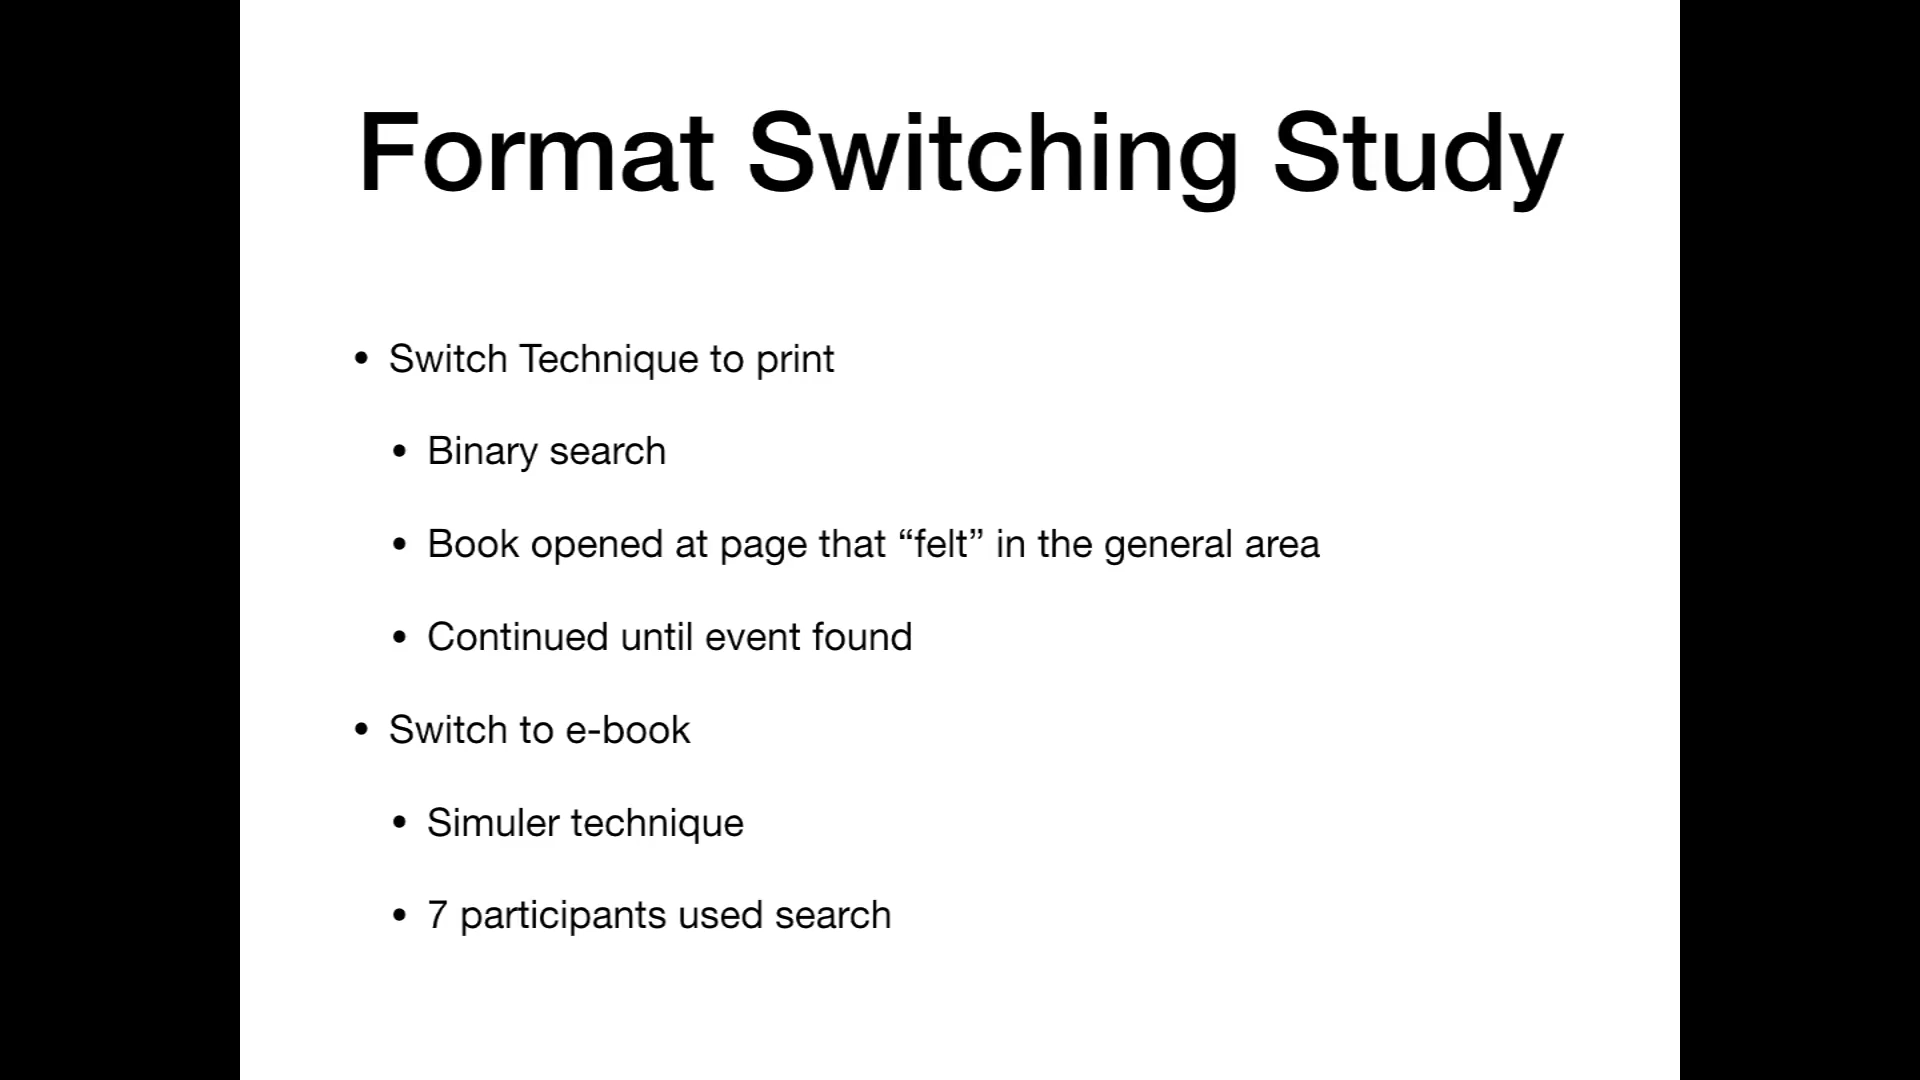 Format Switching Study
• Switch Technique to print
• Binary search
• Book opened at page that “felt” in the general area
• Continued until event found
• Switch to e-book
• Simuler technique
• 7 participants used search